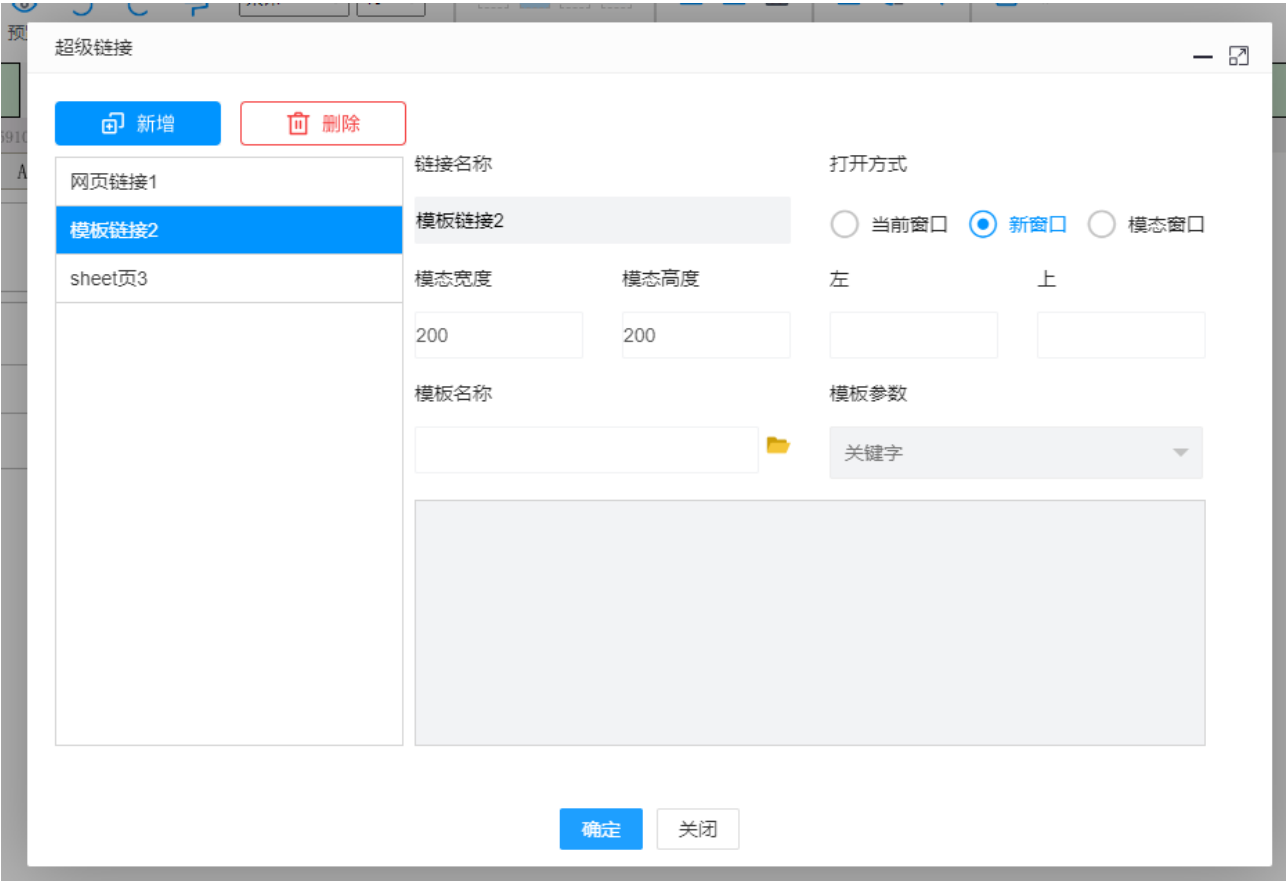 超级链接
新增 删除
链接名称 打开方式
网页链接1
模板链接2
模板链接2 当前窗口 新窗口 模态窗口
sheet页3
模态宽度 模态高度 左 上
200 200
模板名称 模板参数
关键字
确定 关闭